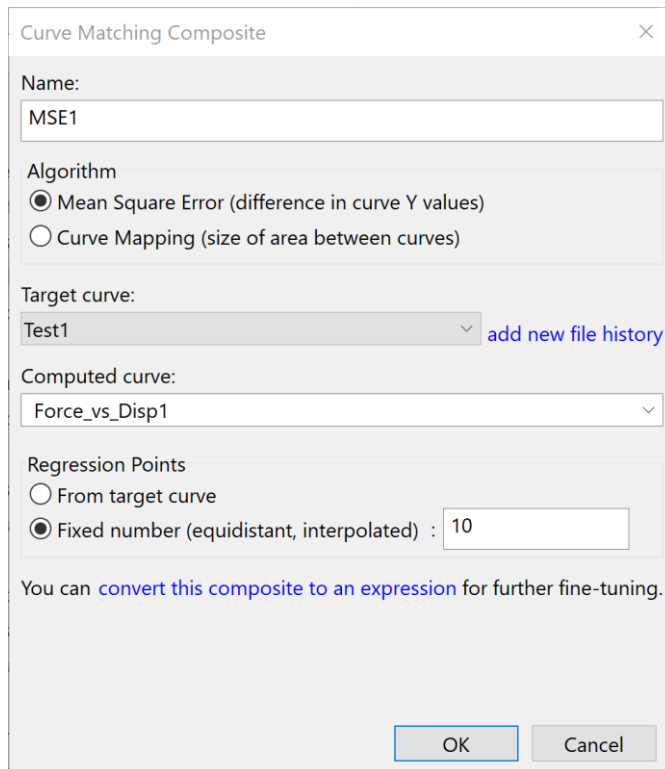 Curve Matching Composite
Name:
MSE1
Algorithm
Mean Square Error (difference in curve Y values)
Curve Mapping (size of area between curves)
Target curve:
Test1
add new file history
Computed curve:
Force_vs_Disp1
Regression Points
From target curve
Fixed number (equidistant, interpolated) : 10
You can convert this composite to an expression for further fine-tuning.
OK Cancel